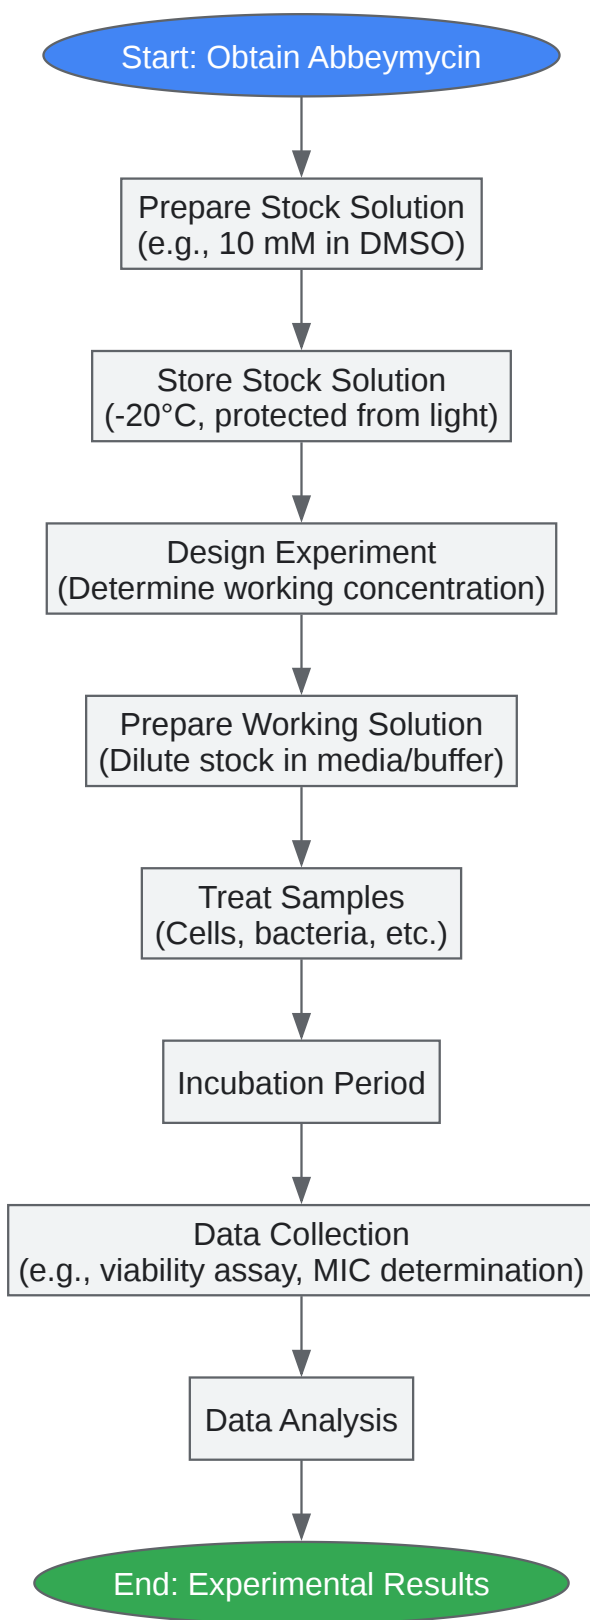 Start: Obtain Abbeymycin
Prepare Stock Solution
(e.g., 10 mM in DMSO)
Store Stock Solution
(-20°C, protected from light)
Design Experiment
(Determine working concentration)
Prepare Working Solution
(Dilute stock in media/buffer)
Treat Samples
(Cells, bacteria, etc.)
Incubation Period
Data Collection
(e.g., viability assay, MIC determination)
Data Analysis
End: Experimental Results